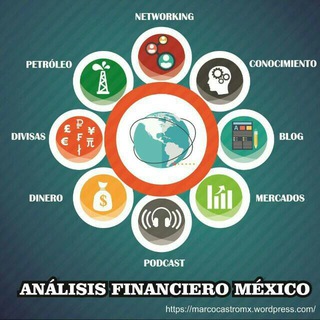 NETWORKING
PETRÓLEO
CONOCIMIENTO
DIVISAS
BLOG
DINERO
MERCADOS
PODCAST
ANÁLISIS FINANCIERO MÉXICO
https://marcocastromx.wordpress.com/